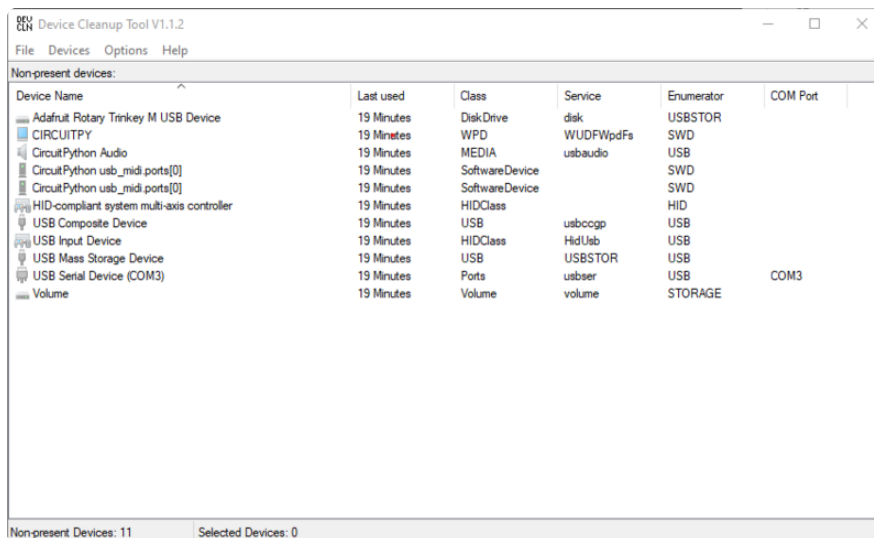 DEV CLN Device Cleanup Tool V1.1.2
File Devices Options Help
Non-present devices:
Device Name Last used Class Service Enumerator COM Port
Adafruit Rotary Trinkey M USB Device 19 Minutes DiskDrive disk USBSTOR
CIRCUITPY 19 Minutes WPD WUDFWpdFs SWD
CircuitPython Audio 19 Minutes MEDIA usbaudio USB
CircuitPython usb_midi.ports[0] 19 Minutes SoftwareDevice SWD
CircuitPython usb_midi.ports[0] 19 Minutes SoftwareDevice SWD
HID-compliant system multi-axis controller 19 Minutes HIDClass HID
USB Composite Device 19 Minutes USB usbccgp USB
USB Input Device 19 Minutes HIDClass HidUsb USB
USB Mass Storage Device 19 Minutes USB USBSTOR USB
USB Serial Device (COM3) 19 Minutes Ports usbser USB COM3
Volume 19 Minutes Volume volume STORAGE
Non-present Devices: 11 Selected Devices: 0